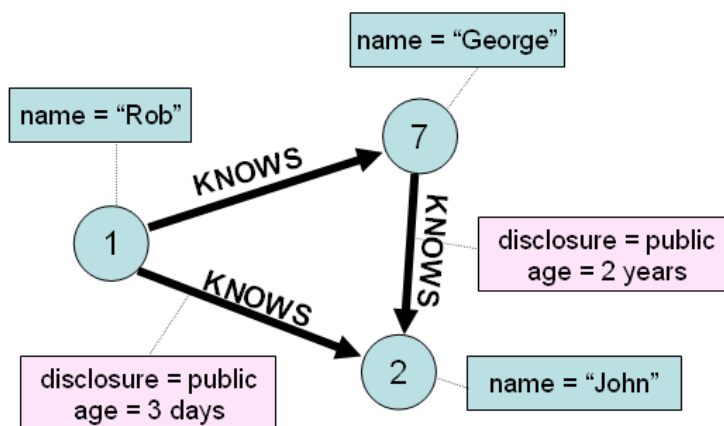 name = “George”
name = “Rob”
7
KNOWS
1
KNOWS
disclosure = public
age = 2 years
KNOWS
2
disclosure = public
age = 3 days
name = “John”